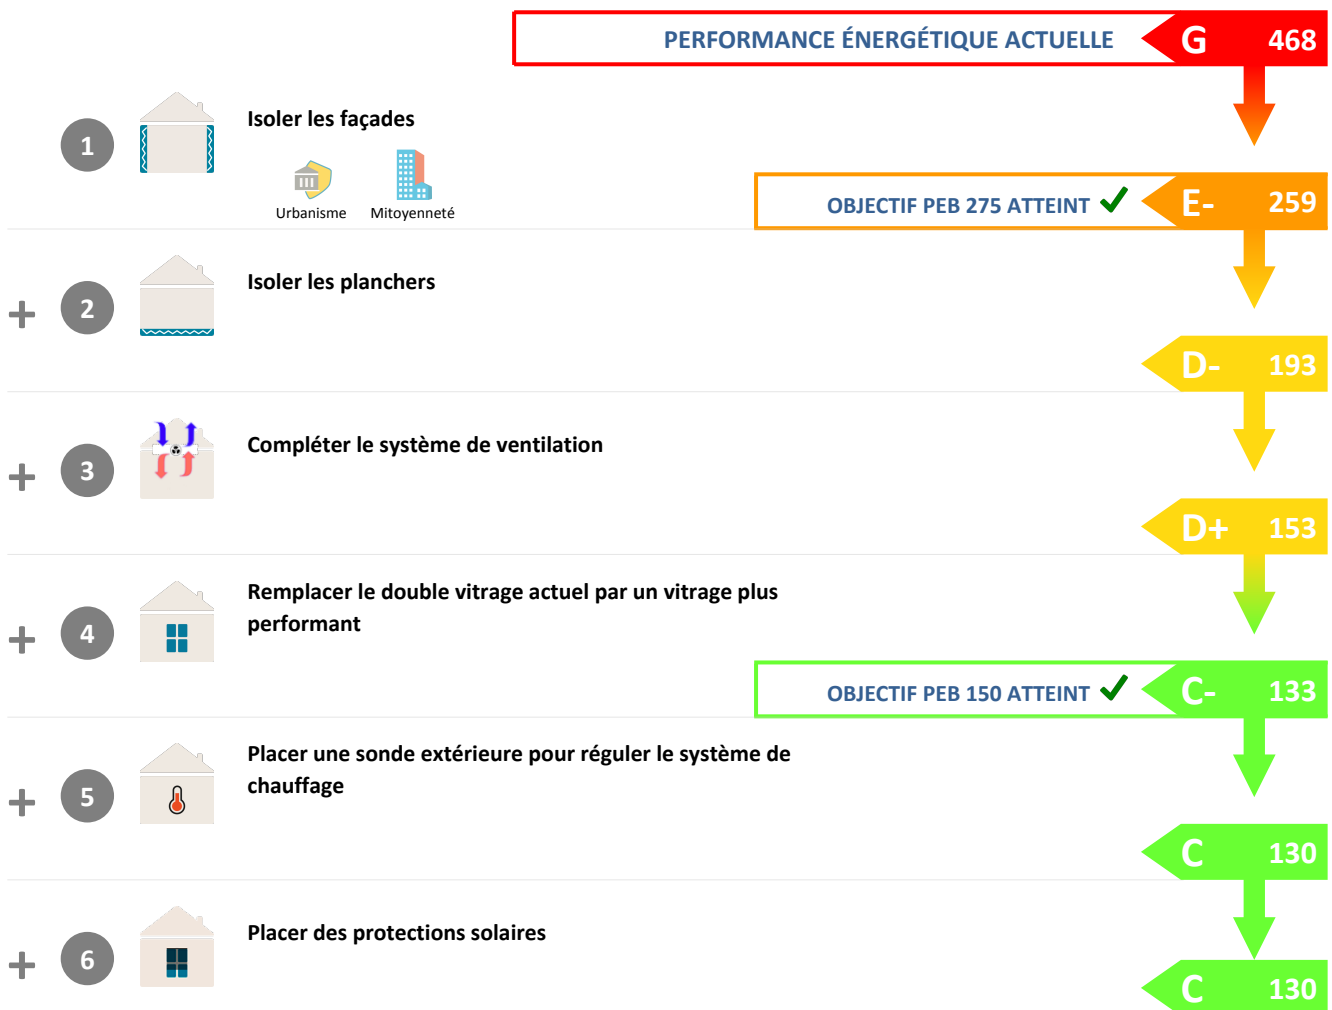 PERFORMANCE ÉNERGÉTIQUE ACTUELLE G 468
1 Isoler les façades
Urbanisme Mitoyenneté
OBJECTIF PEB 275 ATTEINT E- 259
+ 2 Isoler les planchers
D- 193
+ 3 Compléter le système de ventilation
D+ 153
+ 4 Remplacer le double vitrage actuel par un vitrage plus
performant
OBJECTIF PEB 150 ATTEINT C- 133
+ 5 Placer une sonde extérieure pour réguler le système de
chauffage
C 130
+ 6 Placer des protections solaires
C 130